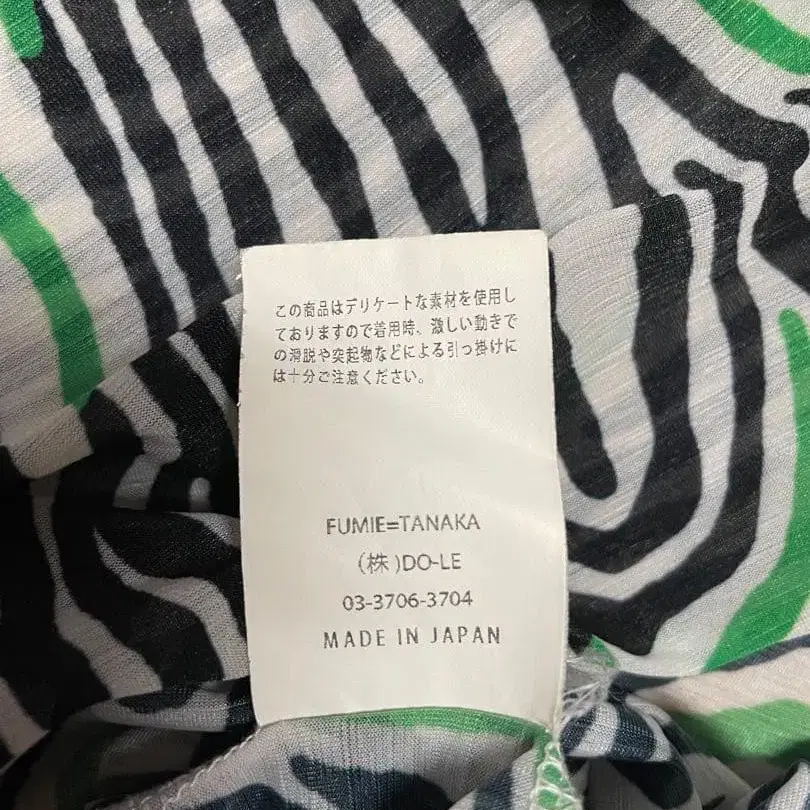 この商品はデリケートな素材を使用し
ておりますので着用時、激しい動きで
の滑脱や突起物などによる引っ掛けに
は十分ご注意ください。
FUMIE=TANAKA
(株)DO-LE
03-3706-3704
MADE IN JAPAN